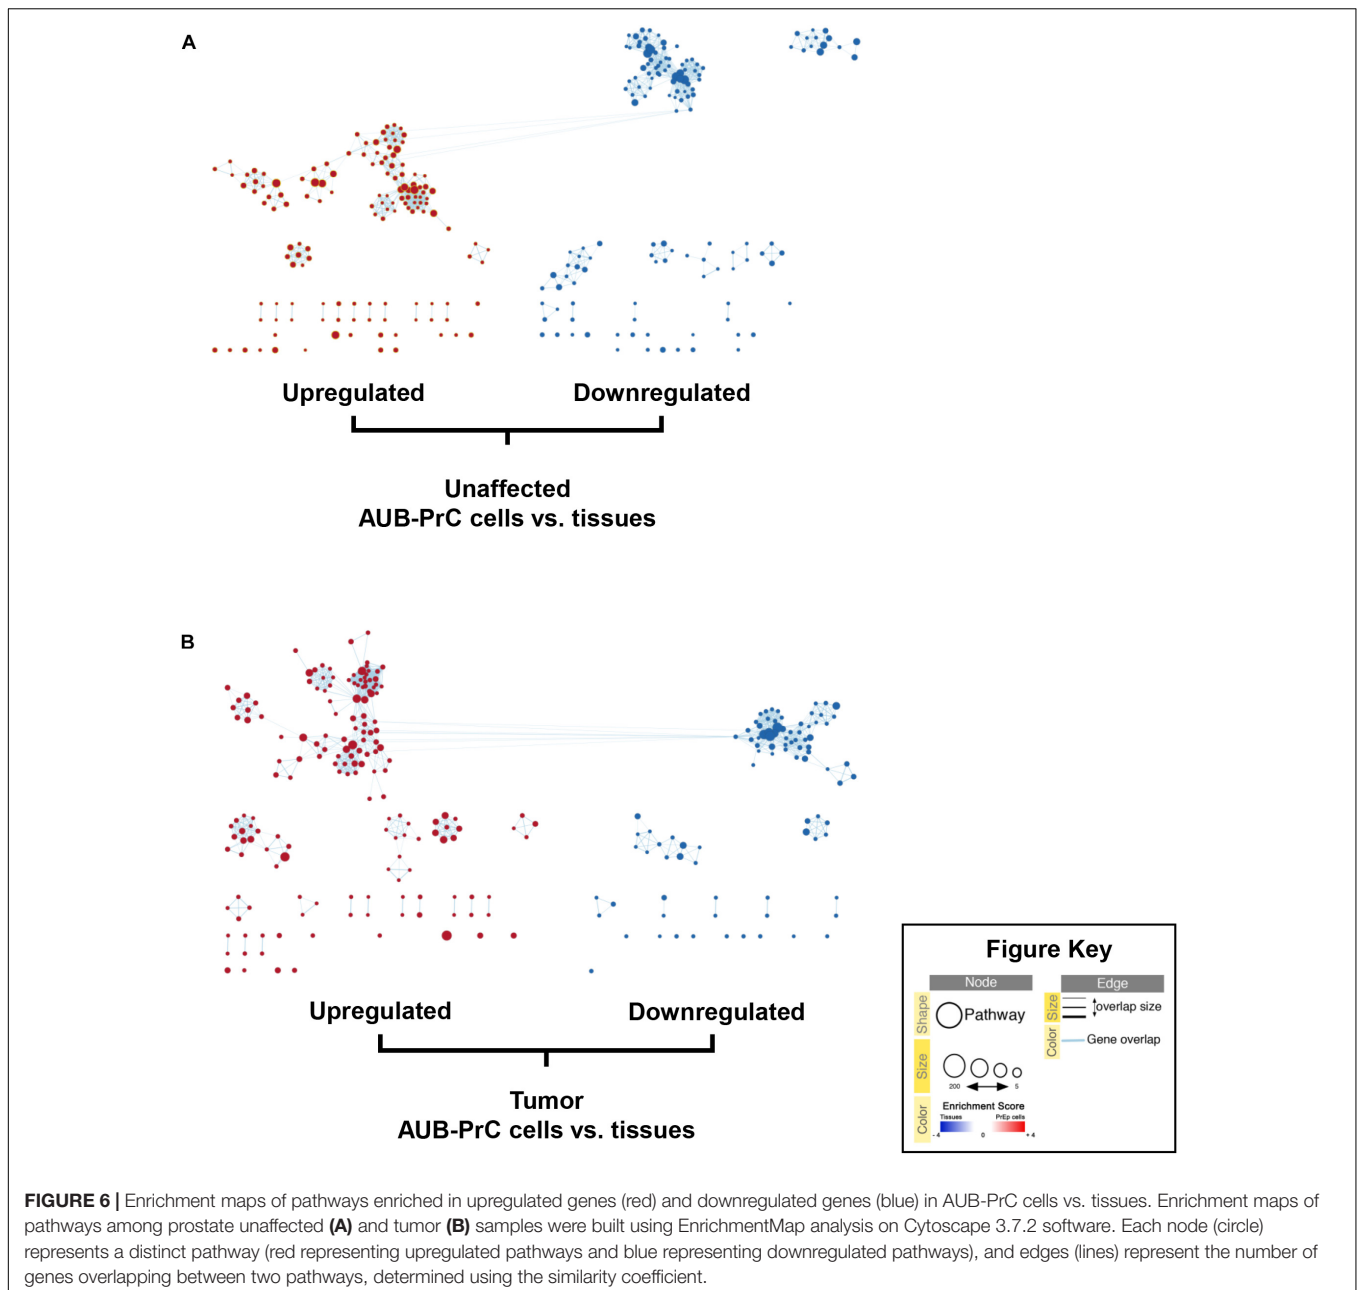 A
Upregulated
Downregulated
Unaffected
AUB-PrC cells vs. tissues
B
Upregulated
Downregulated
Tumor
AUB-PrC cells vs. tissues
Figure Key
Node
Edge
Shape
Pathway
Size
overlap size
Color
Gene overlap
Size
200
5
Color
Enrichment Score
Tissues
PrEp cells
- 4
0
+ 4
FIGURE 6 | Enrichment maps of pathways enriched in upregulated genes (red) and downregulated genes (blue) in AUB-PrC cells vs. tissues. Enrichment maps of
pathways among prostate unaffected (A) and tumor (B) samples were built using EnrichmentMap analysis on Cytoscape 3.7.2 software. Each node (circle)
represents a distinct pathway (red representing upregulated pathways and blue representing downregulated pathways), and edges (lines) represent the number of
genes overlapping between two pathways, determined using the similarity coefficient.